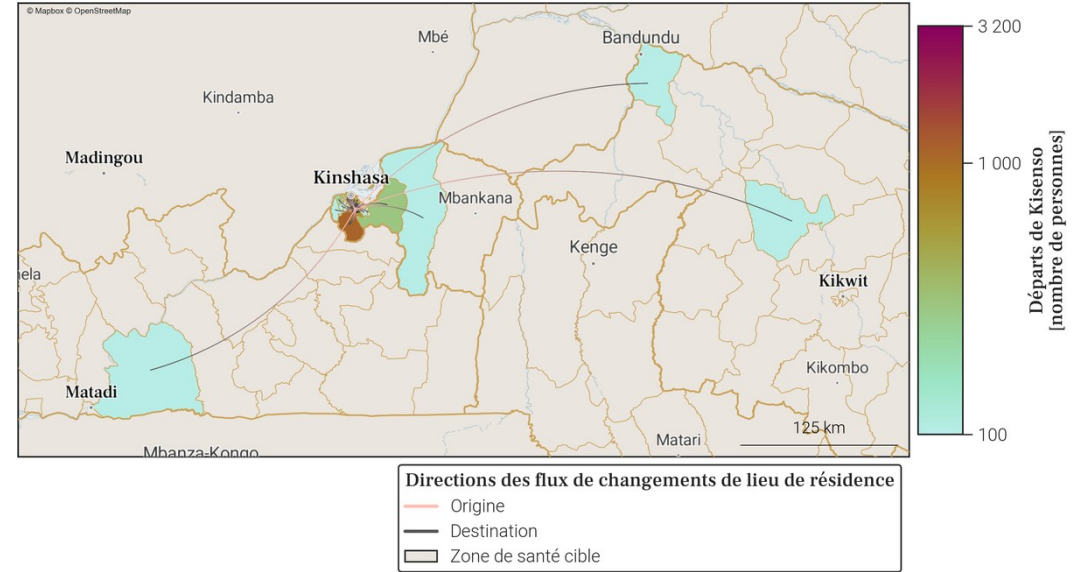 © Mapbox © OpenStreetMap
Mbé
Bandundu
Kindamba
Madingou
Kinshasa
Mbankana
Kenge
ela
Kikwit
Kikombo
Matadi
125 km
Matari
Mbanza-Kongo
3 200
1 000
100
Départs de Kisenso
[nombre de personnes]
Directions des flux de changements de lieu de résidence
Origine
Destination
Zone de santé cible